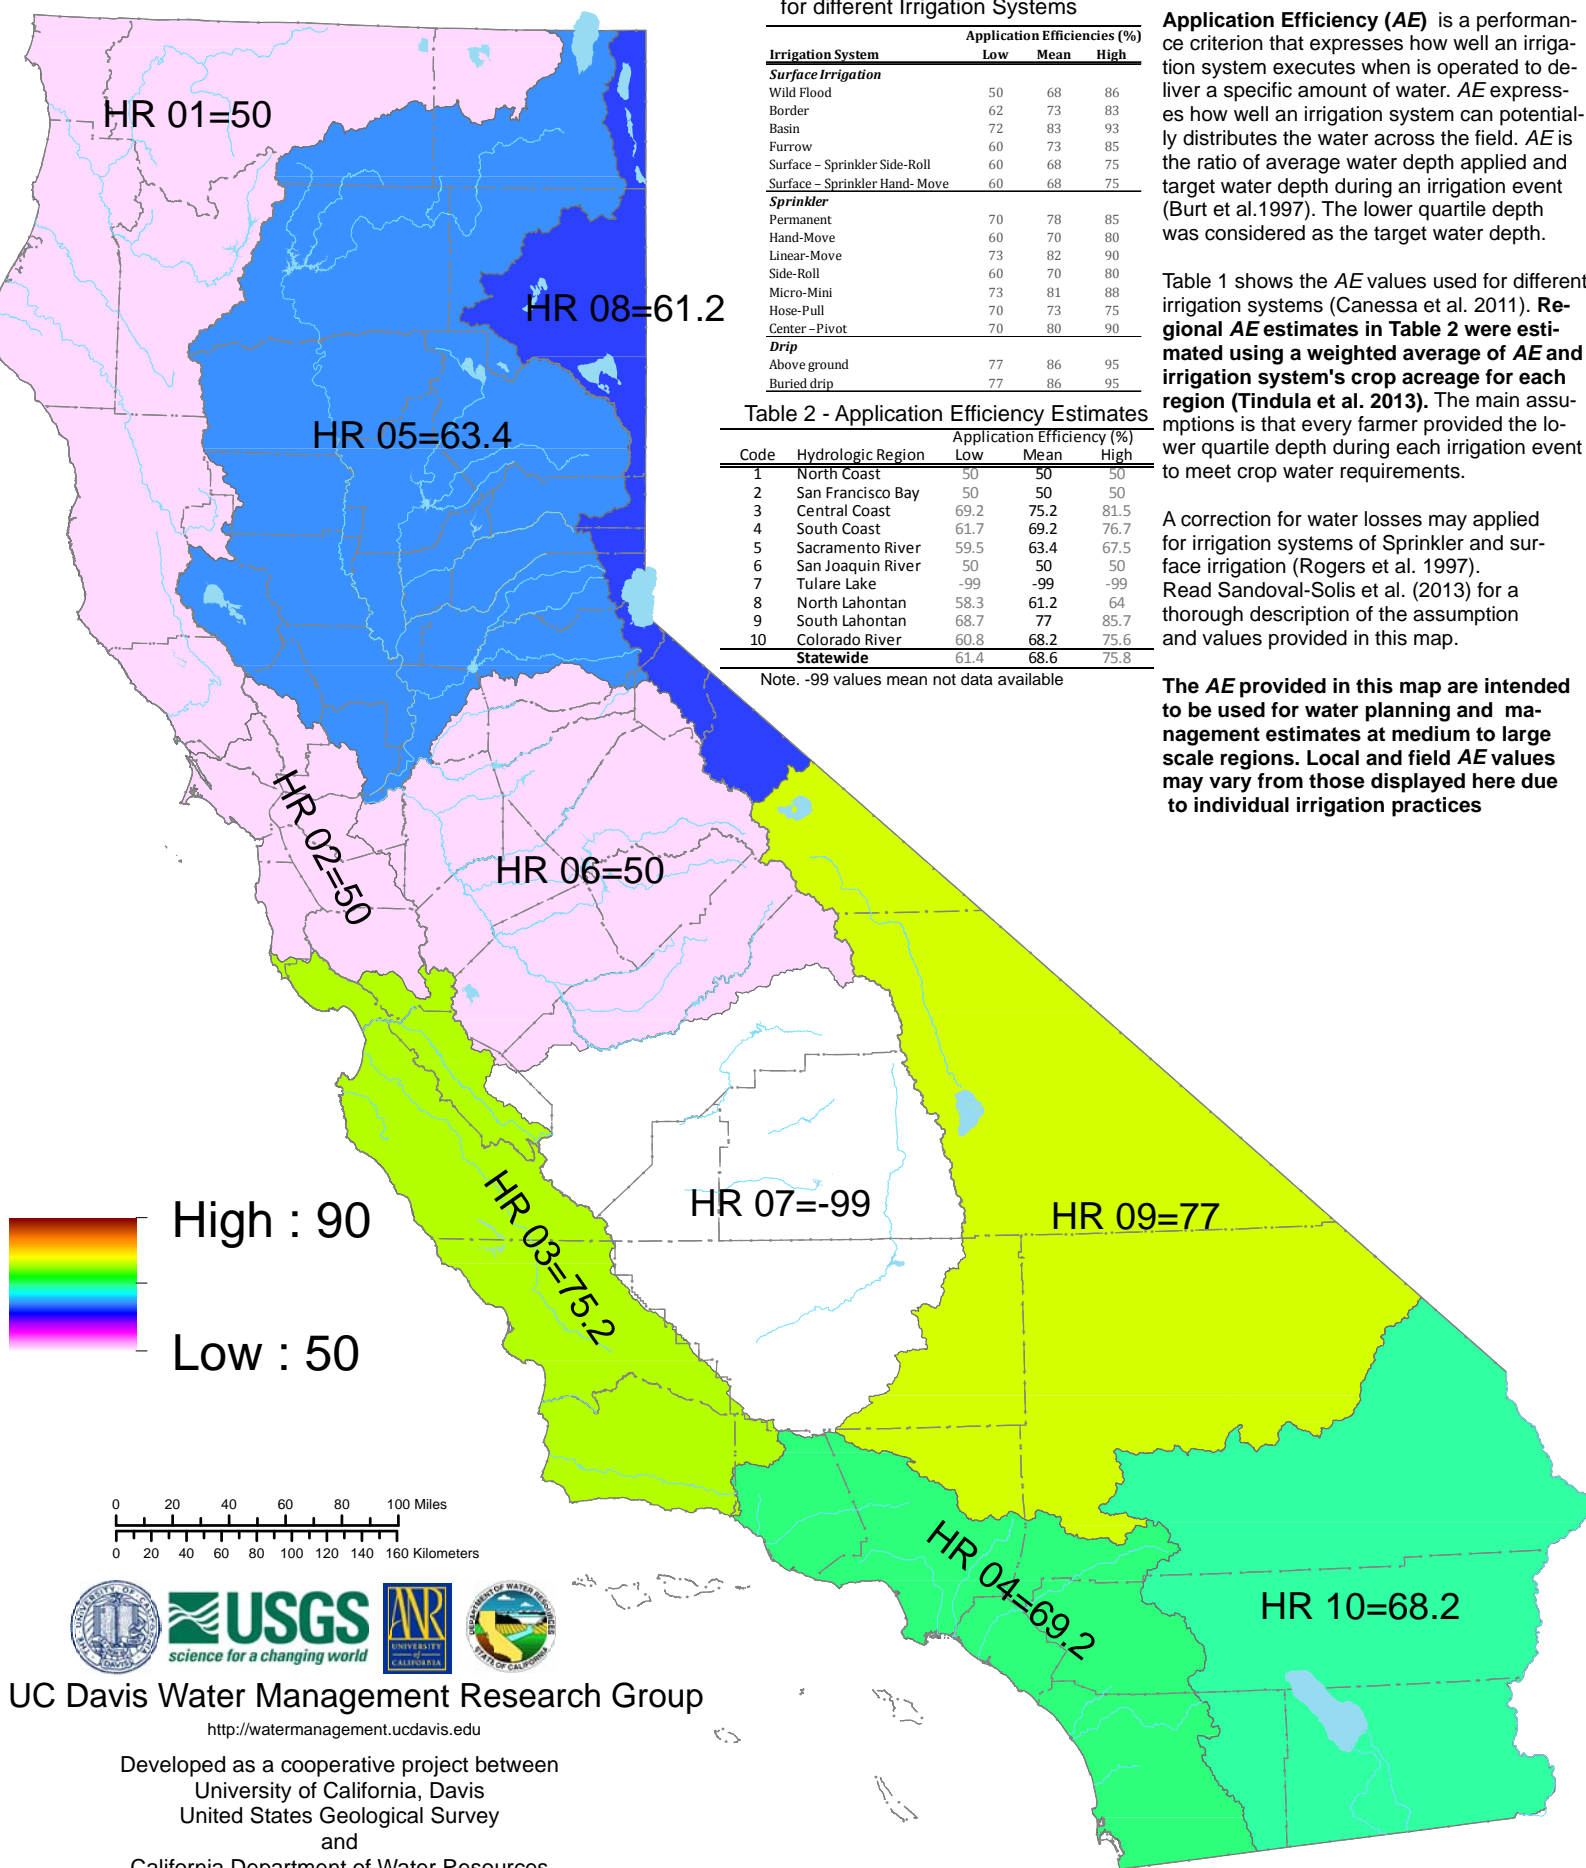 for different Irrigation Systems
Application Efficiencies (%)
Irrigation System Low Mean High
Surface Irrigation
Wild Flood 50 68 86
Border 62 73 83
Basin 72 83 93
Furrow 60 73 85
Surface – Sprinkler Side-Roll 60 68 75
Surface – Sprinkler Hand- Move 60 68 75
Sprinkler
Permanent 70 78 85
Hand-Move 60 70 80
Linear-Move 73 82 90
Side-Roll 60 70 80
Micro-Mini 73 81 88
Hose-Pull 70 73 75
Center –Pivot 70 80 90
Drip
Above ground 77 86 95
Buried drip 77 86 95
Table 2 - Application Efficiency Estimates
Application Efficiency (%)
Code Hydrologic Region Low Mean High
1 North Coast 50 50 50
2 San Francisco Bay 50 50 50
3 Central Coast 69.2 75.2 81.5
4 South Coast 61.7 69.2 76.7
5 Sacramento River 59.5 63.4 67.5
6 San Joaquin River 50 50 50
7 Tulare Lake -99 -99 -99
8 North Lahontan 58.3 61.2 64
9 South Lahontan 68.7 77 85.7
10 Colorado River 60.8 68.2 75.6
Statewide 61.4 68.6 75.8
Note. -99 values mean not data available
Application Efficiency (AE) is a performan-
ce criterion that expresses how well an irriga-
tion system executes when is operated to de-
liver a specific amount of water. AE express-
es how well an irrigation system can potential-
ly distributes the water across the field. AE is
the ratio of average water depth applied and
target water depth during an irrigation event
(Burt et al.1997). The lower quartile depth
was considered as the target water depth.
Table 1 shows the AE values used for different
irrigation systems (Canessa et al. 2011). Re-
gional AE estimates in Table 2 were esti-
mated using a weighted average of AE and
irrigation system's crop acreage for each
region (Tindula et al. 2013). The main assu-
mptions is that every farmer provided the lo-
wer quartile depth during each irrigation event
to meet crop water requirements.
A correction for water losses may applied
for irrigation systems of Sprinkler and sur-
face irrigation (Rogers et al. 1997).
Read Sandoval-Solis et al. (2013) for a
thorough description of the assumption
and values provided in this map.
The AE provided in this map are intended
to be used for water planning and ma-
nagement estimates at medium to large
scale regions. Local and field AE values
may vary from those displayed here due
to individual irrigation practices
HR 01=50
HR 08=61.2
HR 05=63.4
HR 02=50
HR 06=50
HR 07=-99
HR 09=77
HR 03=75.2
HR 04=69.2
HR 10=68.2
High : 90
Low : 50
0 20 40 60 80 100 Miles
0 20 40 60 80 100 120 140 160 Kilometers
THE UNIVERSITY OF CALIFORNIA
DAVIS
USGS
science for a changing world
ANR
UNIVERSITY
of
CALIFORNIA
DEPARTMENT OF WATER RESOURCES
STATE OF CALIFORNIA
UC Davis Water Management Research Group
http://watermanagement.ucdavis.edu
Developed as a cooperative project between
University of California, Davis
United States Geological Survey
and
California Department of Water Resources